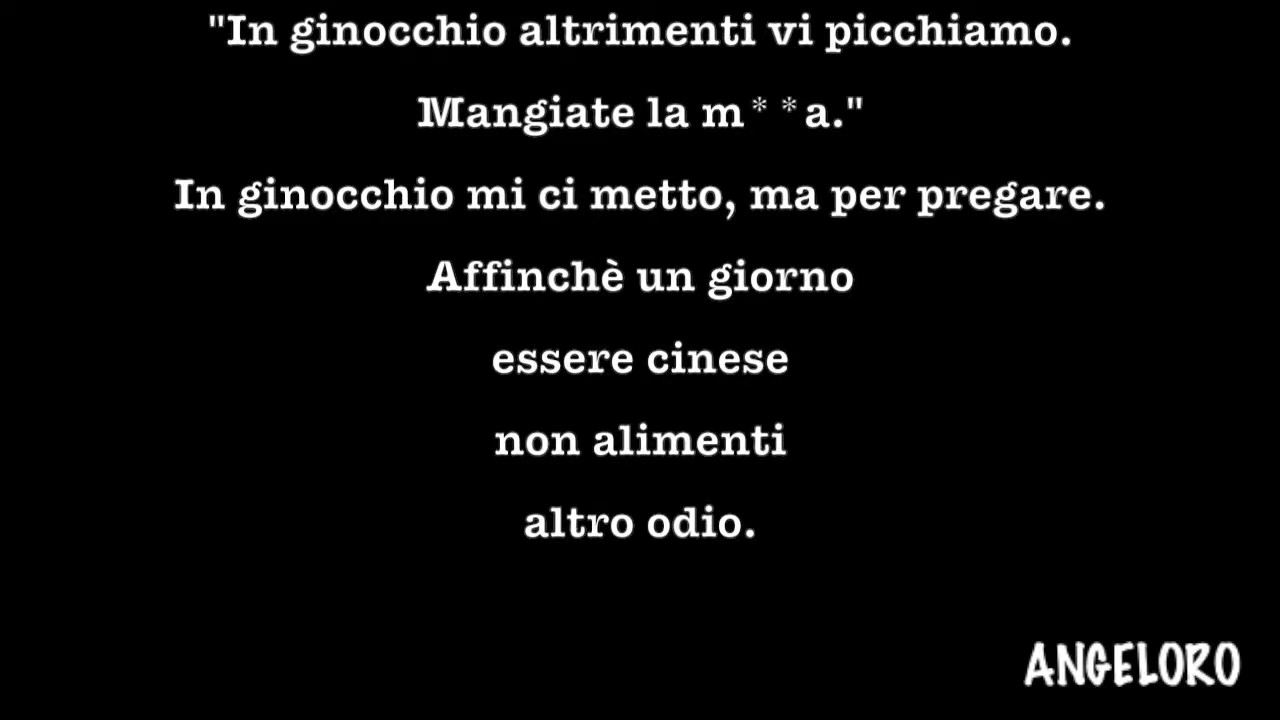 "In ginocchio altrimenti vi picchiamo.
Mangiate la m**a."
In ginocchio mi ci metto, ma per pregare.
Affinchè un giorno
essere cinese
non alimenti
altro odio.
ANGELORO